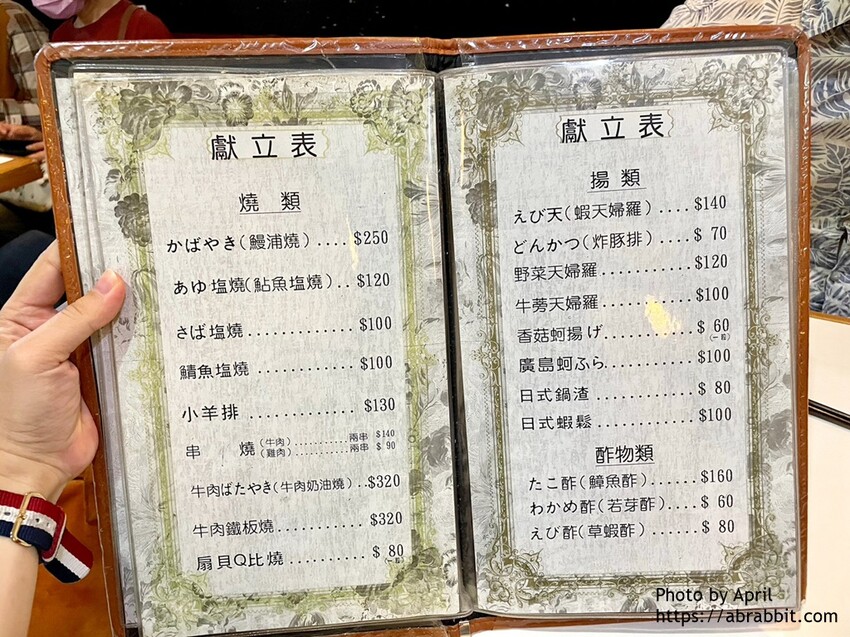 獻立表
燒類
かばやき(鰻浦燒)....$250
あゆ塩燒(鮎魚塩燒)..$120
さば塩燒............$100
鯖魚塩燒............$100
小羊排............$130
串 燒(牛肉)............兩串 $140
(雞肉)............兩串 $ 90
牛肉ばたやき(牛肉奶油燒)..$320
牛肉鐵板燒............$320
扇貝Q比燒..........$ 80
(一粒)
獻立表
揚類
えび天(蝦天婦羅)....$140
どんかつ(炸豚排)....$ 70
野菜天婦羅..........$120
牛蒡天婦羅..........$100
香菇蚵揚げ..........$ 60
(一粒)
廣島蚵ふら..........$100
日式鍋渣............$ 80
日式蝦鬆............$100
酢物類
たこ酢(鱆魚酢)......$160
わかめ酢(若芽酢)....$ 60
えび酢(草蝦酢)......$ 80
Photo by April
https://abrabbit.com